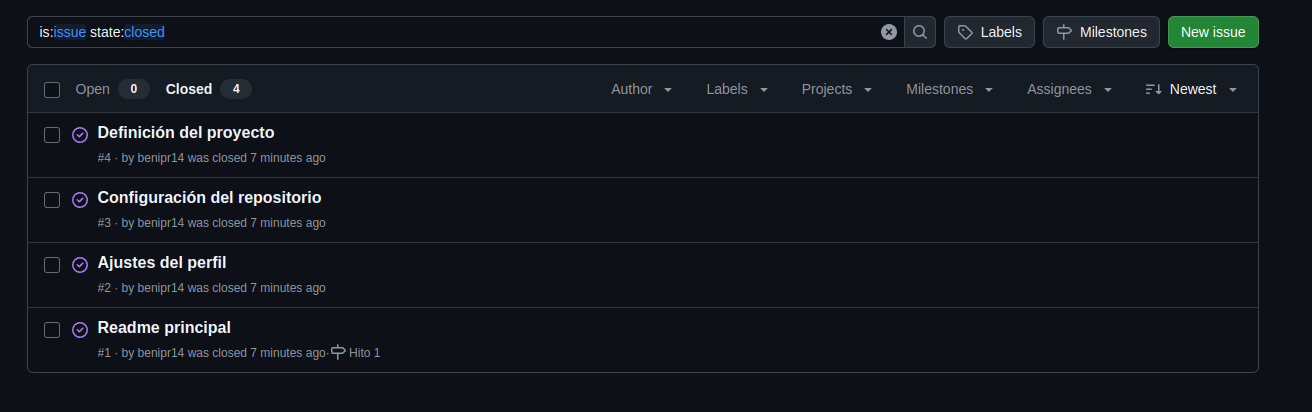 is:issue state:closed Labels Milestones New issue
Open 0 Closed 4 Author Labels Projects Milestones Assignees Newest
Definición del proyecto
#4 · by benipr14 was closed 7 minutes ago
Configuración del repositorio
#3 · by benipr14 was closed 7 minutes ago
Ajustes del perfil
#2 · by benipr14 was closed 7 minutes ago
Readme principal
#1 · by benipr14 was closed 7 minutes ago· Hito 1